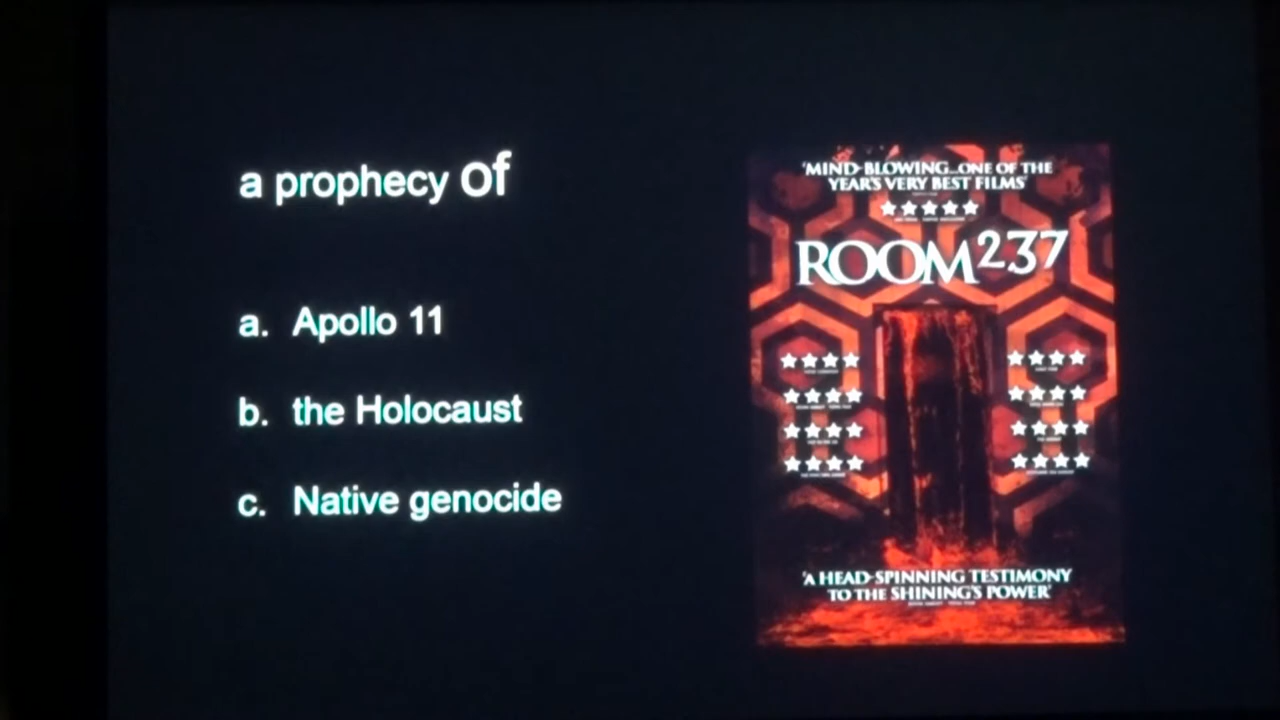 a prophecy of
a. Apollo 11
b. the Holocaust
c. Native genocide
'MIND-BLOWING...ONE OF THE
YEAR'S VERY BEST FILMS'
ROOM 237
'A HEAD-SPINNING TESTIMONY
TO THE SHINING'S POWER'